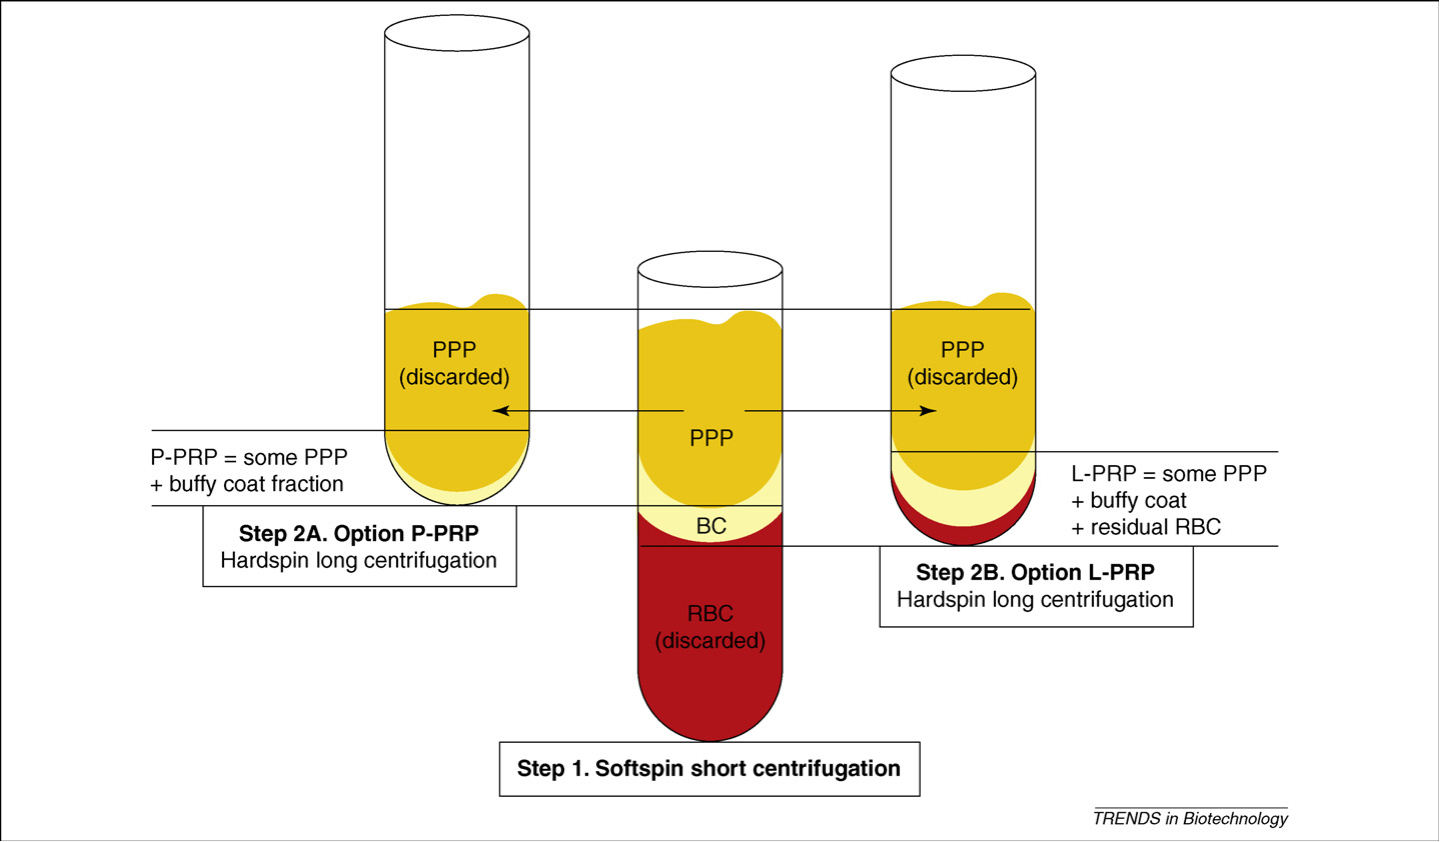 PPP
(discarded)
P-PRP = some PPP
+ buffy coat fraction
Step 2A. Option P-PRP
Hardspin long centrifugation
PPP
BC
RBC
(discarded)
Step 1. Softspin short centrifugation
PPP
(discarded)
L-PRP = some PPP
+ buffy coat
+ residual RBC
Step 2B. Option L-PRP
Hardspin long centrifugation
TRENDS in Biotechnology